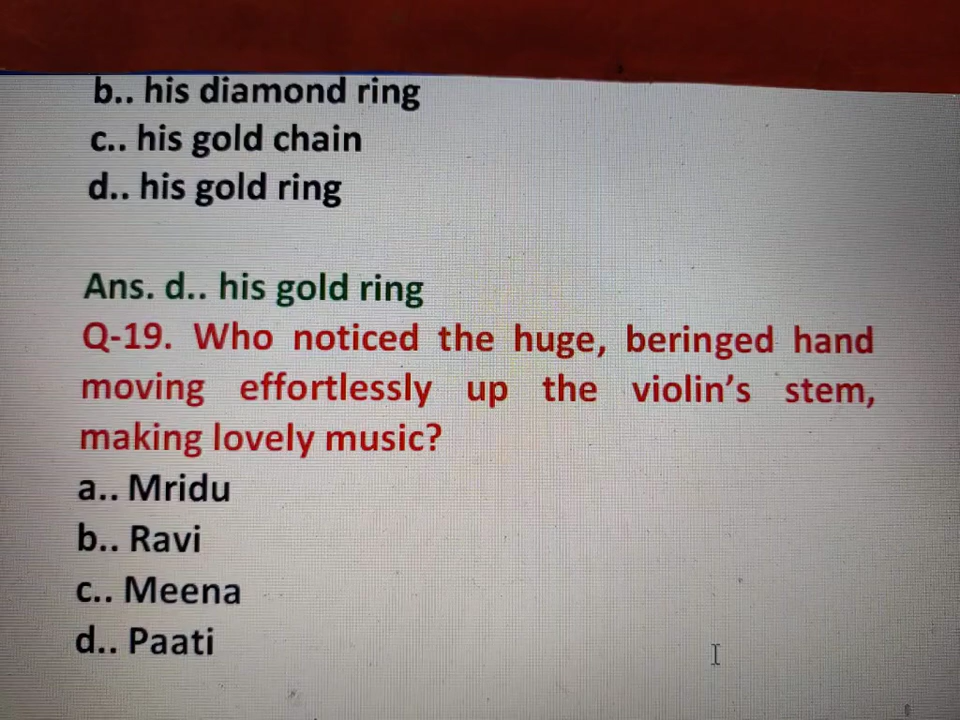 b.. his diamond ring
c.. his gold chain
d.. his gold ring
Ans. d.. his gold ring
Q-19. Who noticed the huge, beringed hand
moving effortlessly up the violin's stem,
making lovely music?
a.. Mridu
b.. Ravi
c.. Meena
d.. Paati